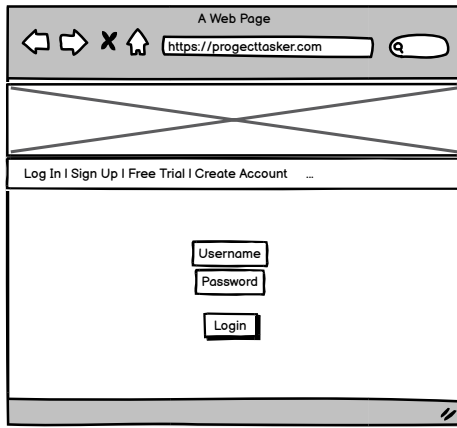 A Web Page
https://progecttasker.com
Log In | Sign Up | Free Trial | Create Account ...
Username
Password
Login